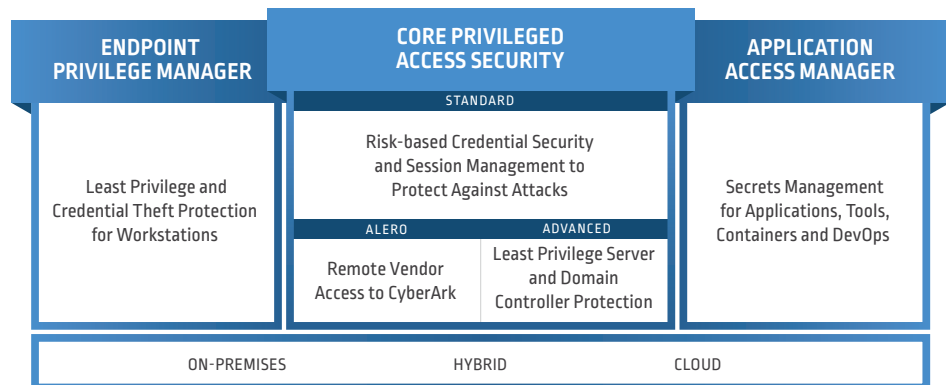 ENDPOINT
PRIVILEGE MANAGER
CORE PRIVILEGED
ACCESS SECURITY
APPLICATION
ACCESS MANAGER
Least Privilege and
Credential Theft Protection
for Workstations
STANDARD
Risk-based Credential Security
and Session Management to
Protect Against Attacks
ALERO
Remote Vendor
Access to CyberArk
ADVANCED
Least Privilege Server
and Domain
Controller Protection
Secrets Management
for Applications, Tools,
Containers and DevOps
ON-PREMISES
HYBRID
CLOUD